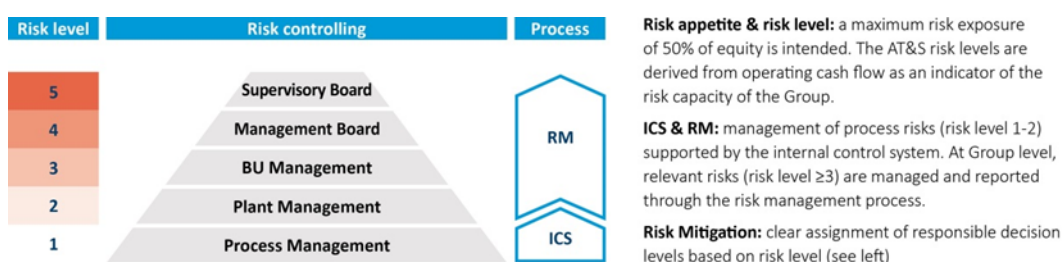 Risk level Risk controlling Process
5 Supervisory Board
4 Management Board
RM
3 BU Management
2 Plant Management
1 Process Management ICS
Risk appetite & risk level: a maximum risk exposure
of 50% of equity is intended. The AT&S risk levels are
derived from operating cash flow as an indicator of the
risk capacity of the Group.
ICS & RM: management of process risks (risk level 1-2)
supported by the internal control system. At Group level,
relevant risks (risk level ≥3) are managed and reported
through the risk management process.
Risk Mitigation: clear assignment of responsible decision
levels based on risk level (see left)